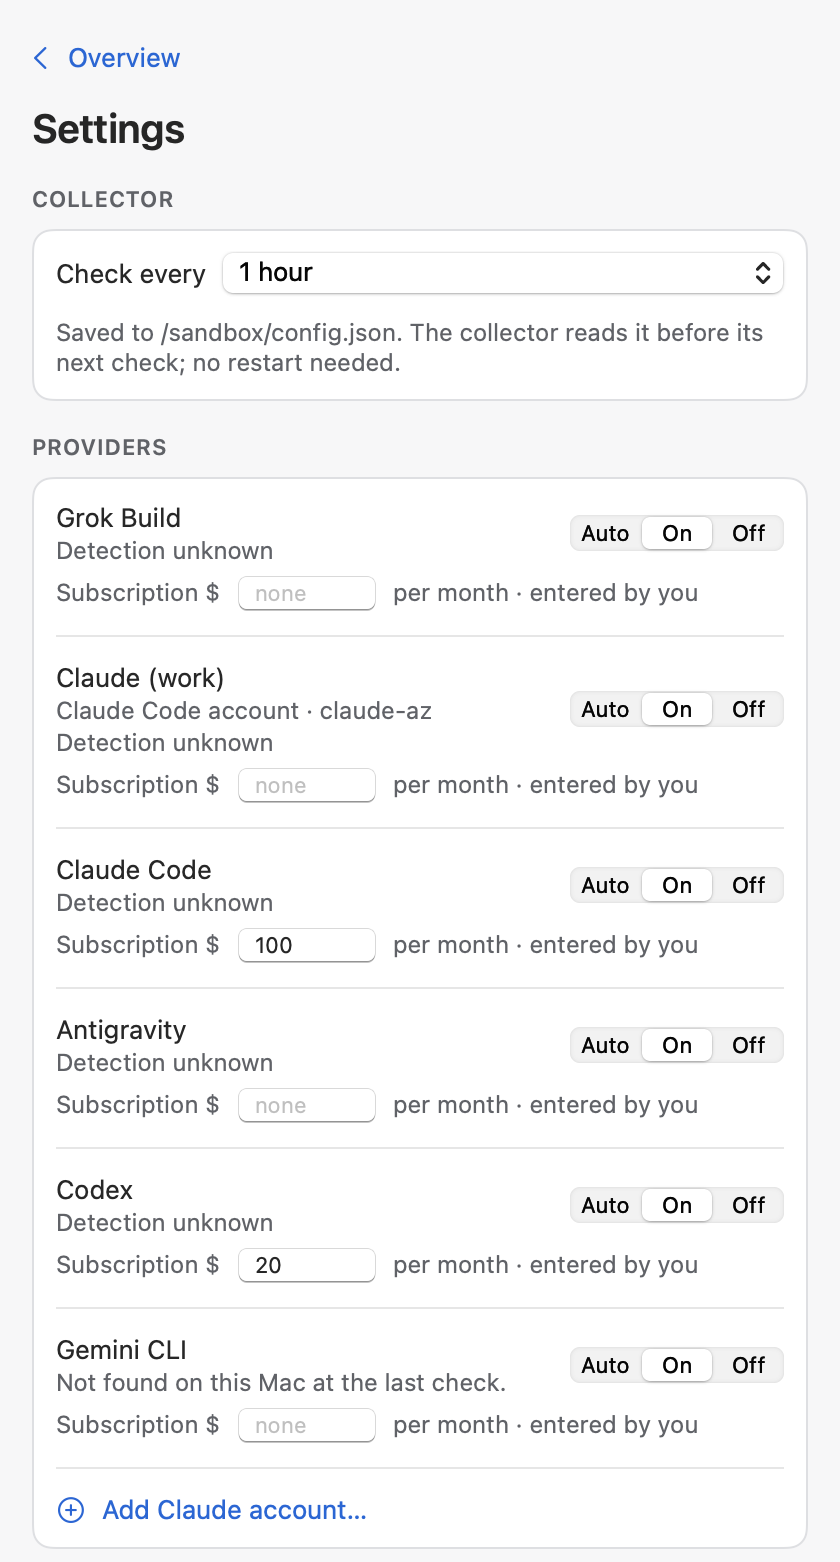 Overview
Settings
COLLECTOR
Check every 1 hour
Saved to /sandbox/config.json. The collector reads it before its
next check; no restart needed.
PROVIDERS
Grok Build
Detection unknown
Auto On Off
Subscription $ none per month · entered by you
Claude (work)
Claude Code account · claude-az
Detection unknown
Auto On Off
Subscription $ none per month · entered by you
Claude Code
Detection unknown
Auto On Off
Subscription $ 100 per month · entered by you
Antigravity
Detection unknown
Auto On Off
Subscription $ none per month · entered by you
Codex
Detection unknown
Auto On Off
Subscription $ 20 per month · entered by you
Gemini CLI
Not found on this Mac at the last check.
Auto On Off
Subscription $ none per month · entered by you
Add Claude account...